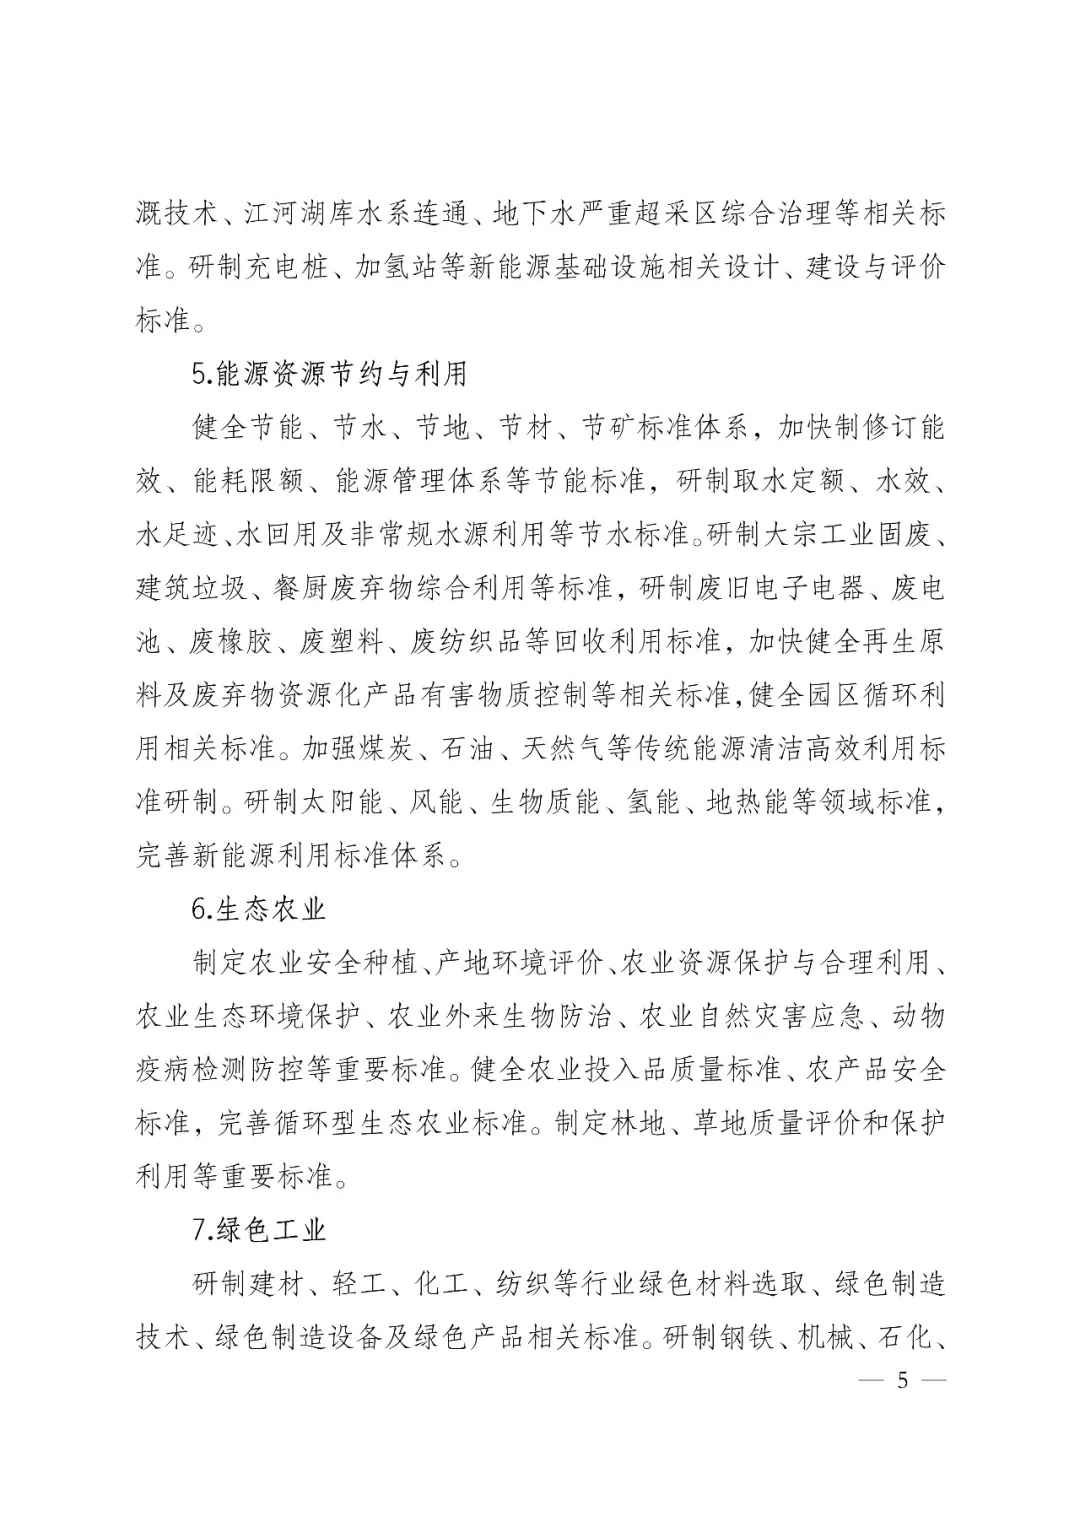 溉技术、江河湖库水系连通、地下水严重超采区综合治理等相关标
准。研制充电桩、加氢站等新能源基础设施相关设计、建设与评价
标准。
5.能源资源节约与利用
健全节能、节水、节地、节材、节矿标准体系，加快制修订能
效、能耗限额、能源管理体系等节能标准，研制取水定额、水效、
水足迹、水回用及非常规水源利用等节水标准。研制大宗工业固废、
建筑垃圾、餐厨废弃物综合利用等标准，研制废旧电子电器、废电
池、废橡胶、废塑料、废纺织品等回收利用标准，加快健全再生原
料及废弃物资源化产品有害物质控制等相关标准，健全园区循环利
用相关标准。加强煤炭、石油、天然气等传统能源清洁高效利用标
准研制。研制太阳能、风能、生物质能、氢能、地热能等领域标准，
完善新能源利用标准体系。
6.生态农业
制定农业安全种植、产地环境评价、农业资源保护与合理利用、
农业生态环境保护、农业外来生物防治、农业自然灾害应急、动物
疫病检测防控等重要标准。健全农业投入品质量标准、农产品安全
标准，完善循环型生态农业标准。制定林地、草地质量评价和保护
利用等重要标准。
7.绿色工业
研制建材、轻工、化工、纺织等行业绿色材料选取、绿色制造
技术、绿色制造设备及绿色产品相关标准。研制钢铁、机械、石化、
— 5 —